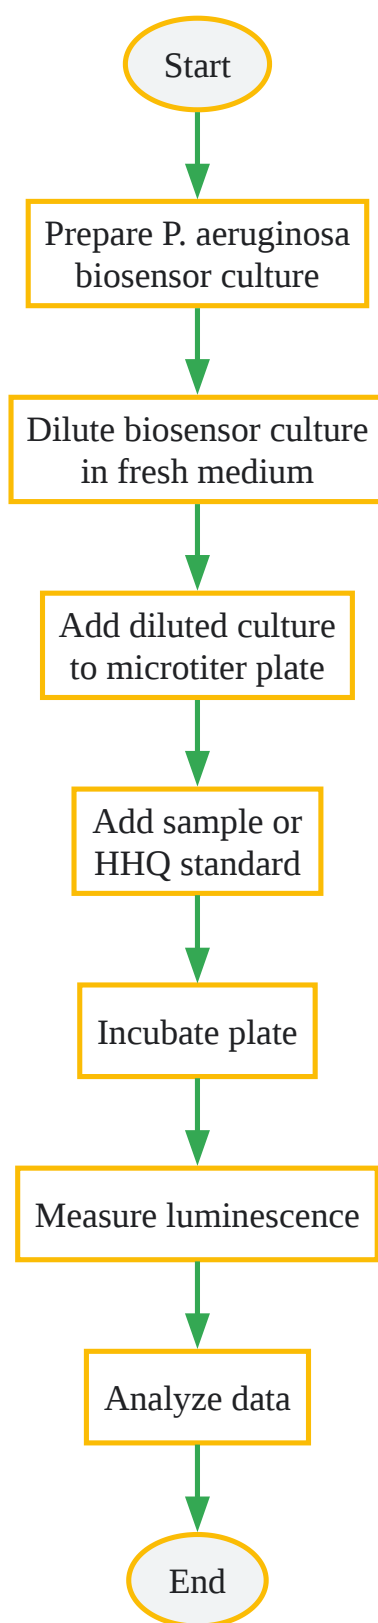 Start
Prepare P. aeruginosa
biosensor culture
Dilute biosensor culture
in fresh medium
Add diluted culture
to microtiter plate
Add sample or
HHQ standard
Incubate plate
Measure luminescence
Analyze data
End